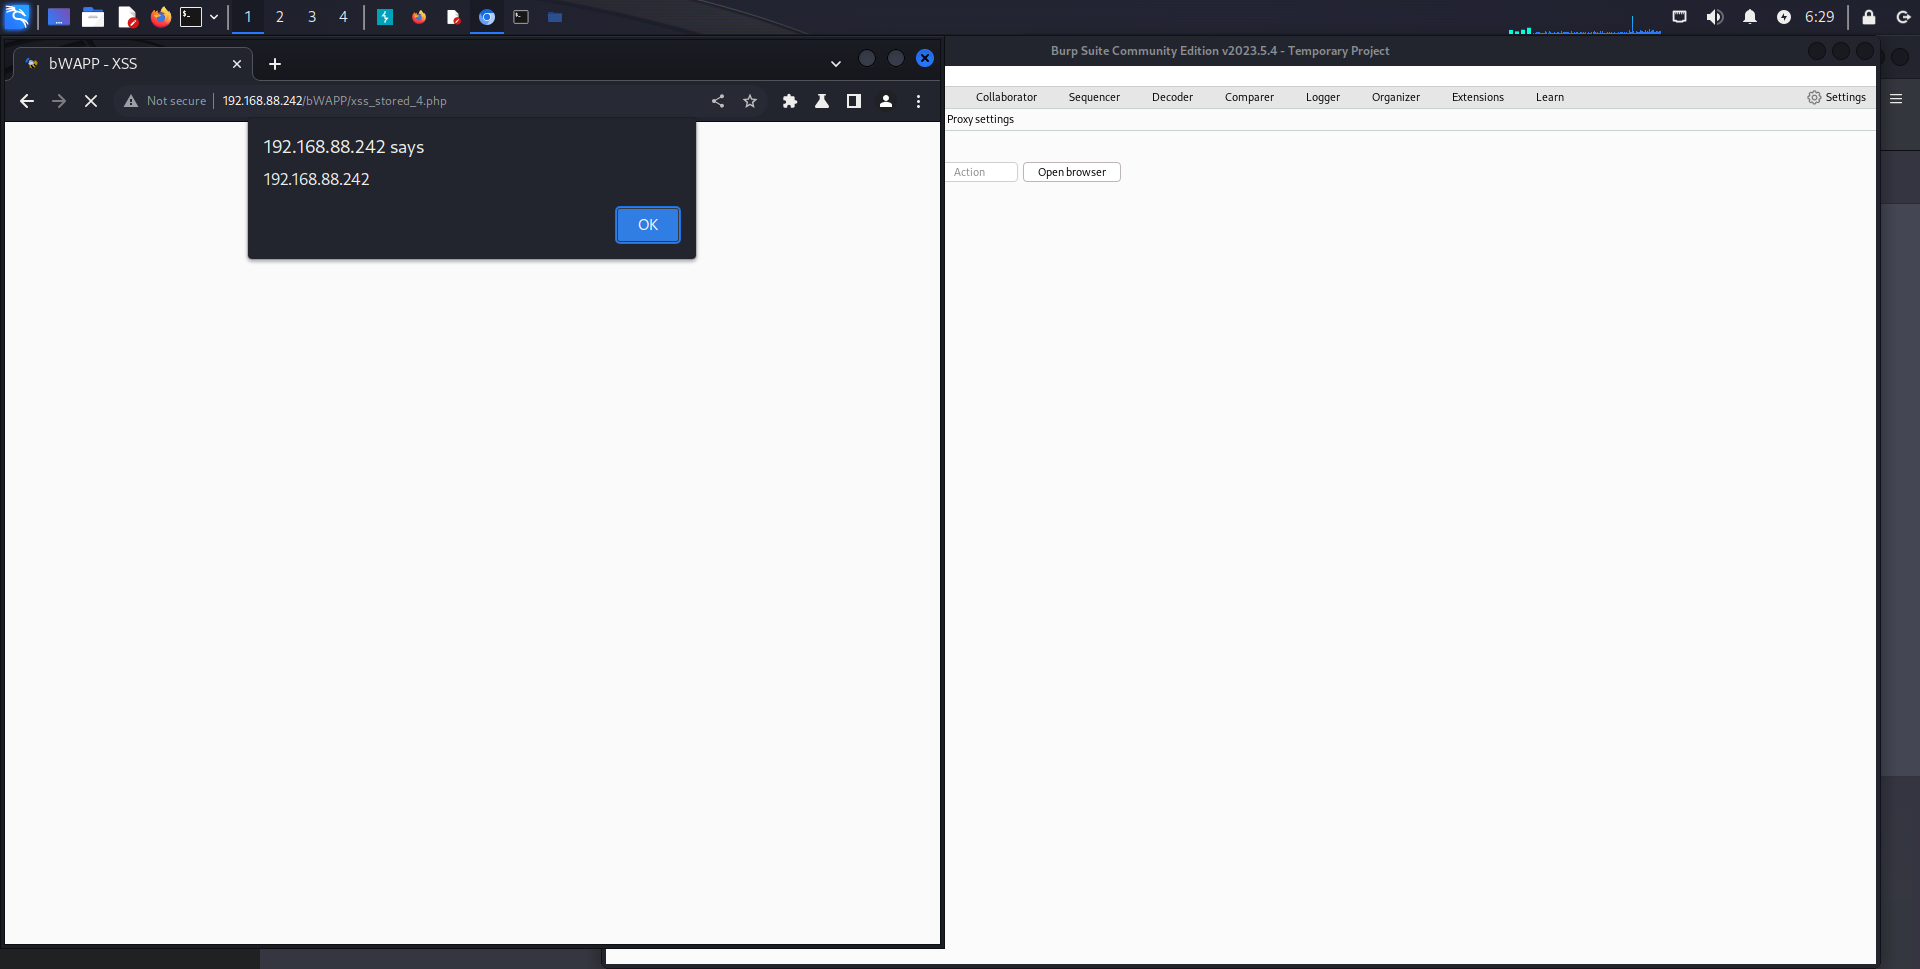 1 2 3 4
6:29
bWAPP - XSS
Not secure 192.168.88.242/bWAPP/xss_stored_4.php
192.168.88.242 says
192.168.88.242
OK
Burp Suite Community Edition v2023.5.4 - Temporary Project
Collaborator Sequencer Decoder Comparer Logger Organizer Extensions Learn Settings
Proxy settings
Action Open browser